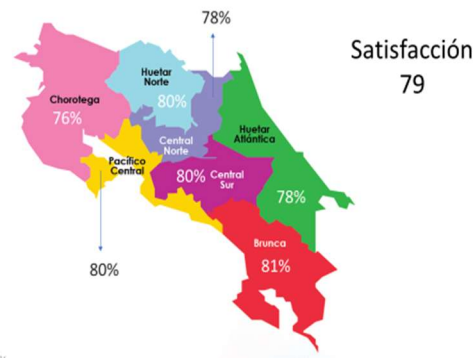 78%
Satisfacción
79
Huetar
Norte
80%
Chorotega
76%
Huetar
Atlántica
Central
Norte
Pacífico
Central
80%
Central
Sur
78%
Brunca
81%
80%